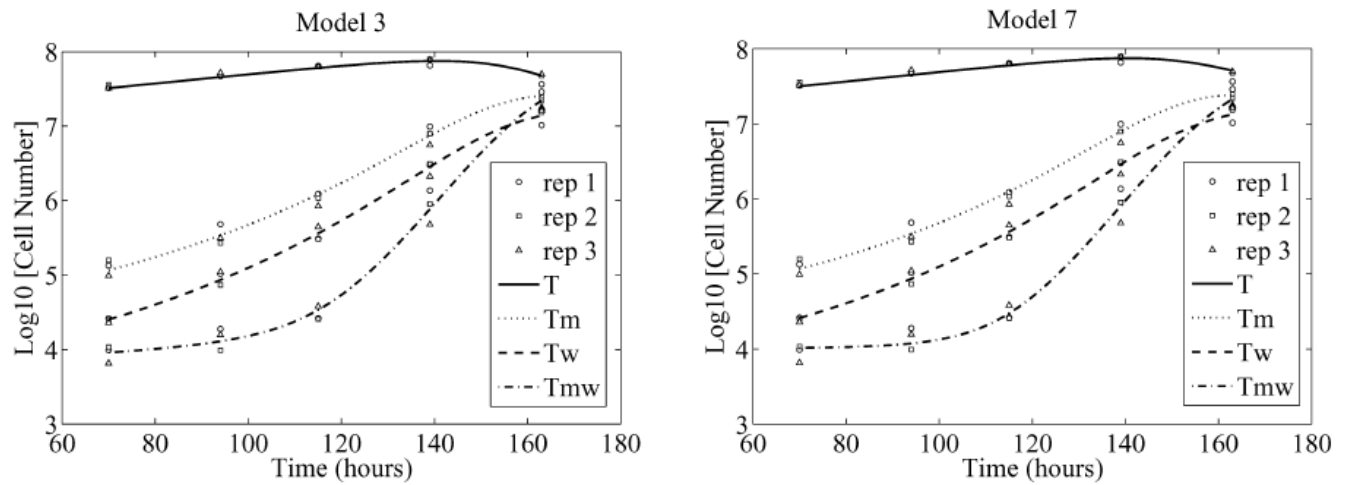 Model 3
8
7
6
5
4
3
Log10 [Cell Number]
60 80 100 120 140 160 180
Time (hours)
rep 1
rep 2
rep 3
T
Tm
Tw
Tmw
Model 7
8
7
6
5
4
3
Log10 [Cell Number]
60 80 100 120 140 160 180
Time (hours)
rep 1
rep 2
rep 3
T
Tm
Tw
Tmw